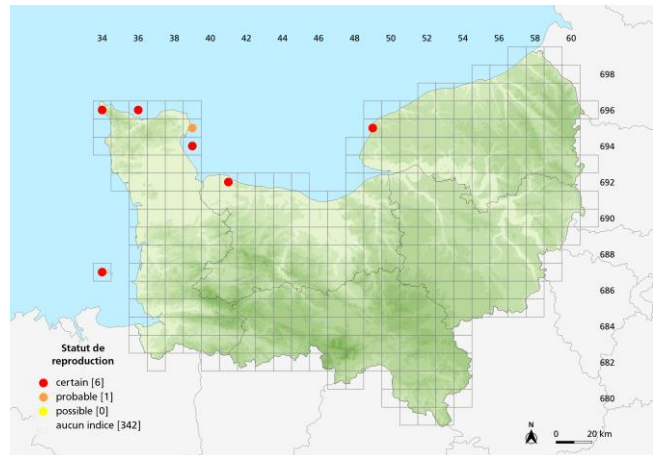 34 36 38 40 42 44 46 48 50 52 54 56 58 60
698
696
694
692
690
688
686
684
682
680
Statut de
reproduction
certain [6]
probable [1]
possible [0]
aucun indice [342]
N
0 20 km